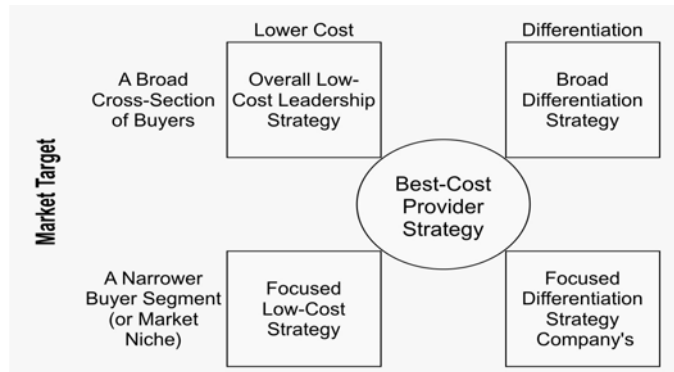 Lower Cost
Differentiation
A Broad
Cross-Section
of Buyers
Overall Low-
Cost Leadership
Strategy
Broad
Differentiation
Strategy
Market Target
Best-Cost
Provider
Strategy
A Narrower
Buyer Segment
(or Market
Niche)
Focused
Low-Cost
Strategy
Focused
Differentiation
Strategy
Company's